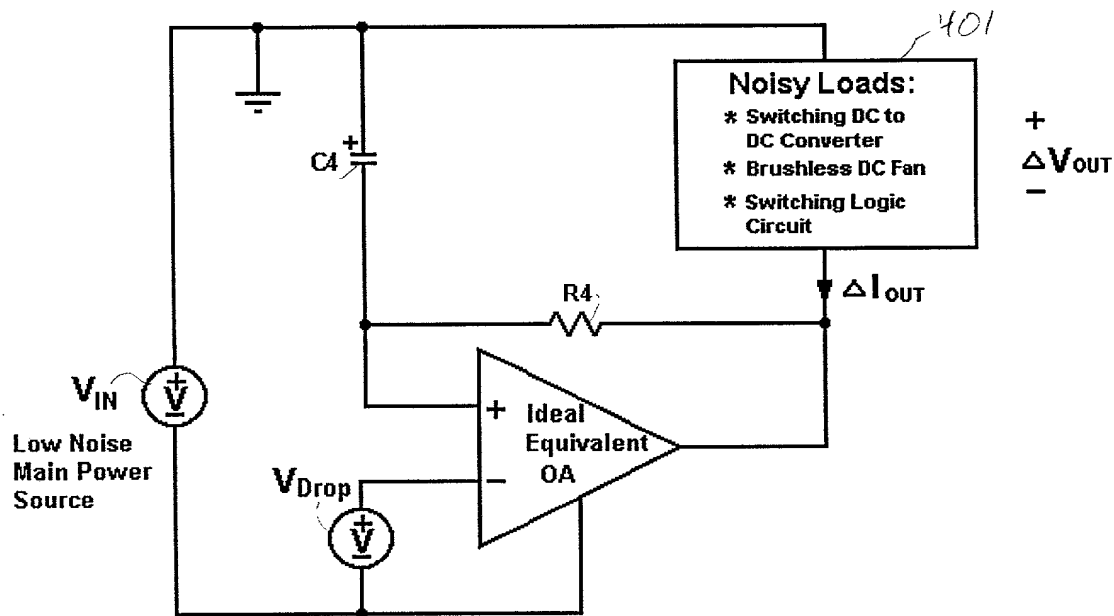 401
Noisy Loads:
* Switching DC to
DC Converter
* Brushless DC Fan
* Switching Logic
Circuit
+
ΔVOUT
−
+
C4
ΔIOUT
R4
VIN
+
V
−
Low Noise
Main Power
Source
+
Ideal
Equivalent
OA
−
VDrop
+
V
−